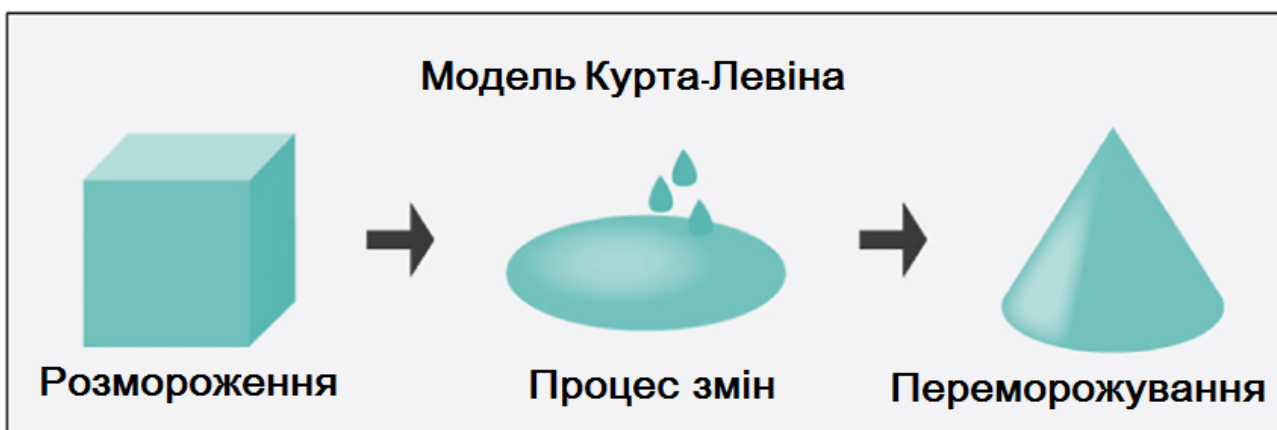 Модель Курта-Левіна
Розмороження
Процес змін
Переморожування